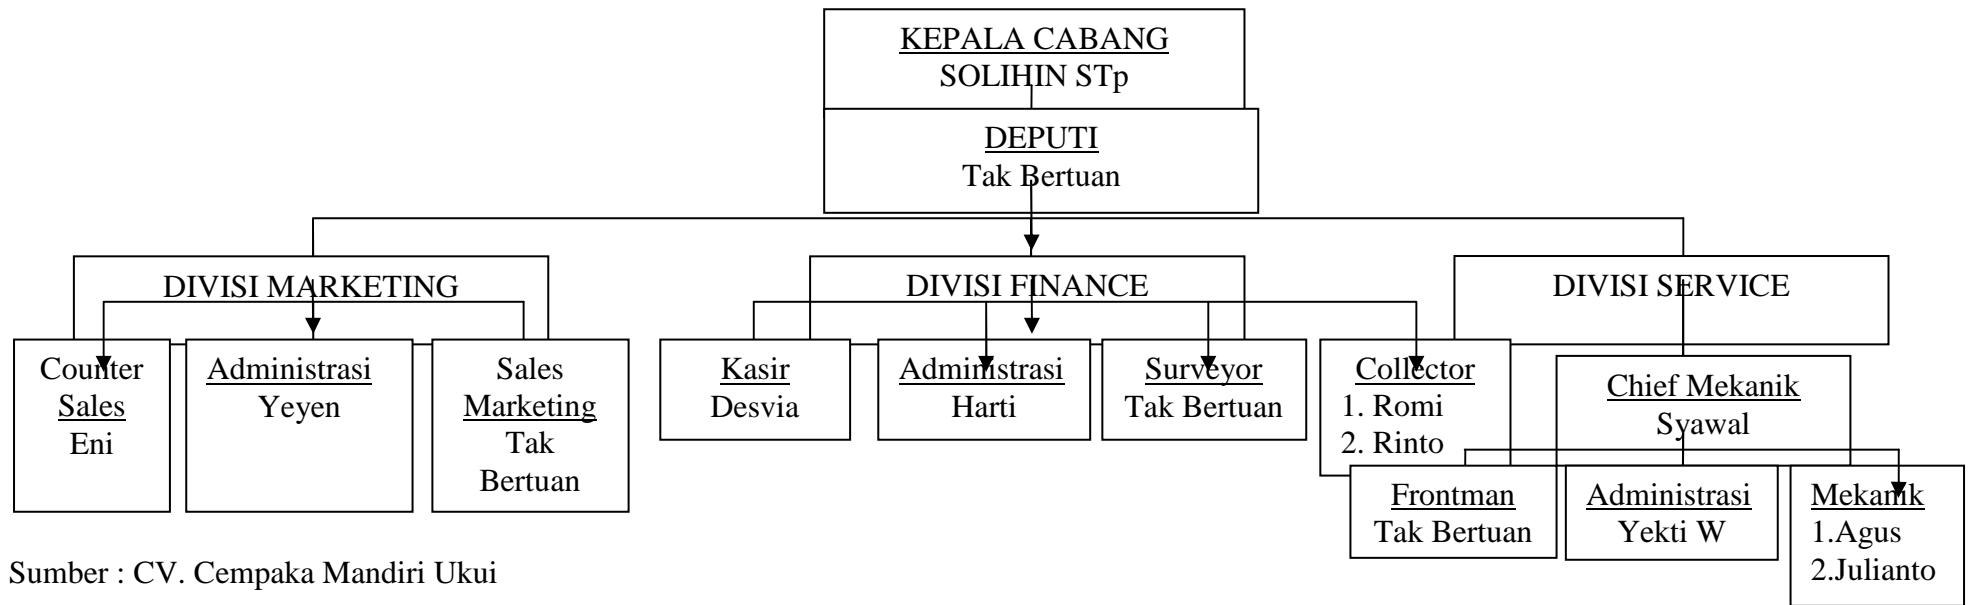 KEPALA CABANG
SOLIHIN STp
DEPUTI
Tak Bertuan
DIVISI MARKETING
DIVISI FINANCE
DIVISI SERVICE
Counter
Sales
Eni
Administrasi
Yeyen
Sales
Marketing
Tak
Bertuan
Kasir
Desvia
Administrasi
Harti
Surveyor
Tak Bertuan
Collector
1. Romi
2. Rinto
Chief Mekanik
Syawal
Frontman
Tak Bertuan
Administrasi
Yekti W
Mekanik
1.Agus
2.Julianto
Sumber : CV. Cempaka Mandiri Ukui